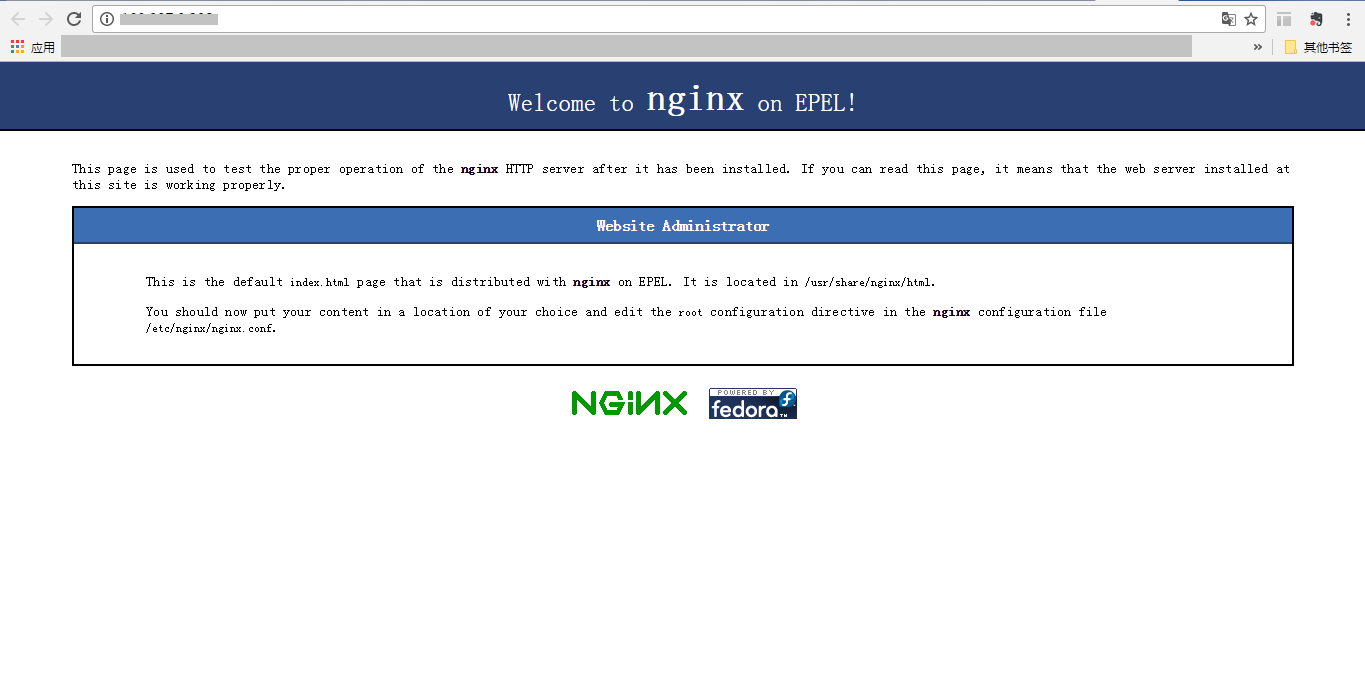 应用
»
其他书签
Welcome to nginx on EPEL!
This page is used to test the proper operation of the nginx HTTP server after it has been installed. If you can read this page, it means that the web server installed at
this site is working properly.
Website Administrator
This is the default index.html page that is distributed with nginx on EPEL. It is located in /usr/share/nginx/html.
You should now put your content in a location of your choice and edit the root configuration directive in the nginx configuration file
/etc/nginx/nginx.conf.
NGiNX
POWERED BY
fedora™